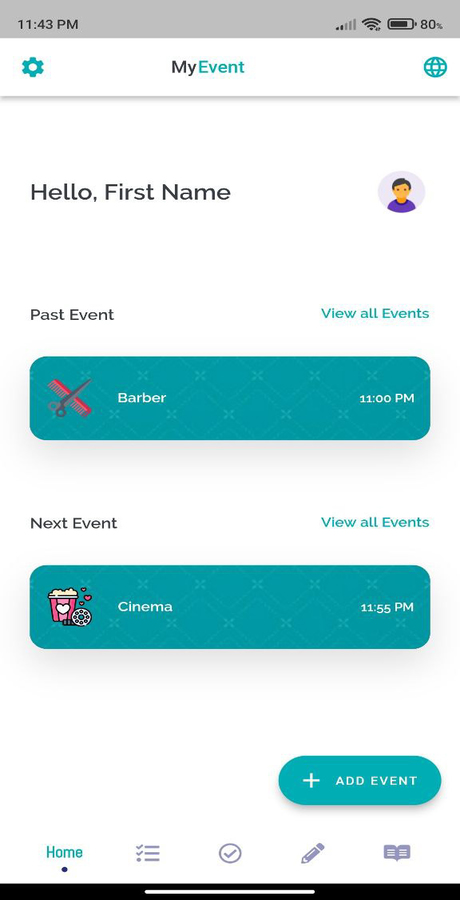 11:43 PM 80%
MyEvent
Hello, First Name
Past Event View all Events
Barber 11:00 PM
Next Event View all Events
Cinema 11:55 PM
ADD EVENT
Home